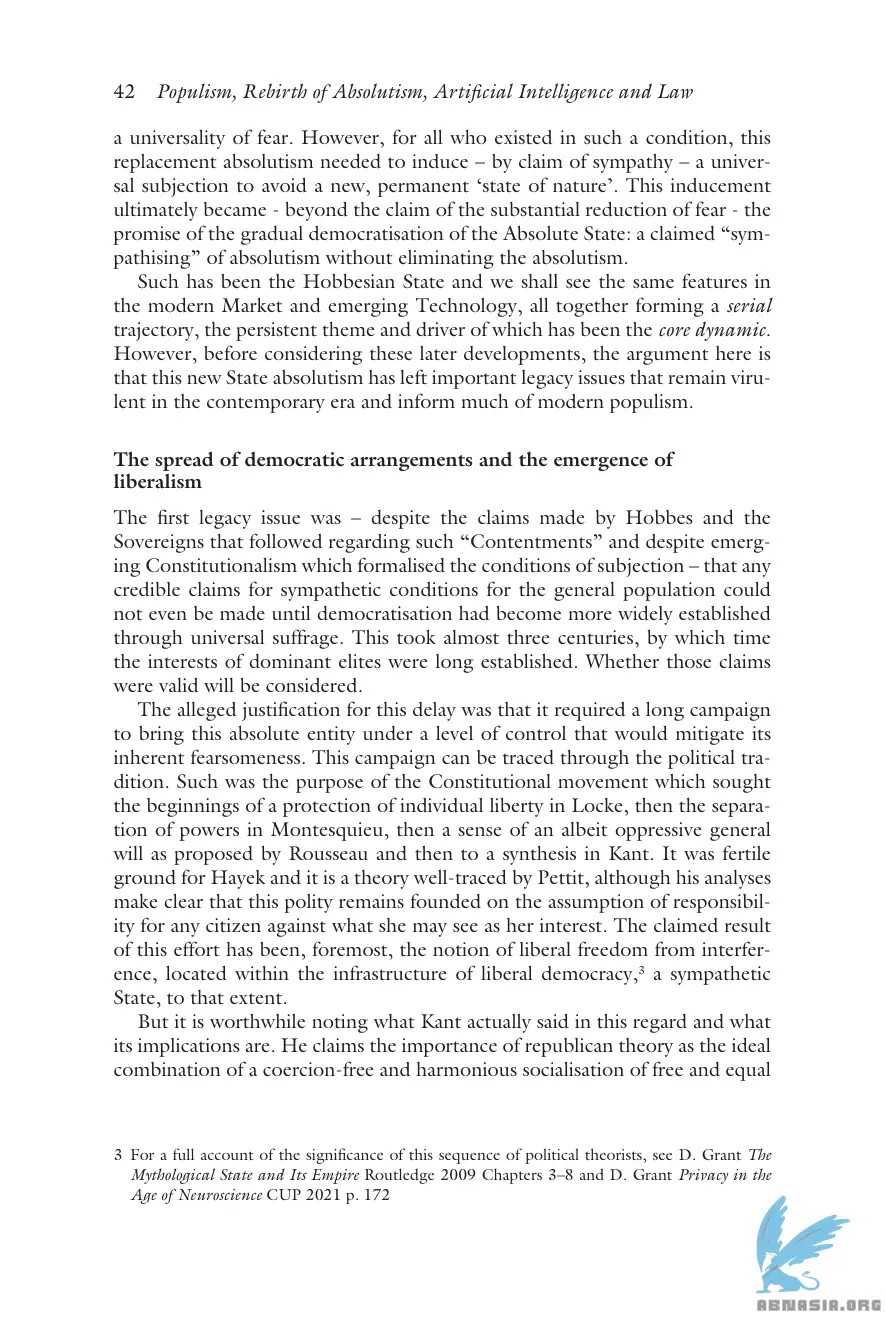 42 Populism, Rebirth of Absolutism, Artificial Intelligence and Law
a universality of fear. However, for all who existed in such a condition, this
replacement absolutism needed to induce – by claim of sympathy – a univer-
sal subjection to avoid a new, permanent ‘state of nature’. This inducement
ultimately became - beyond the claim of the substantial reduction of fear - the
promise of the gradual democratisation of the Absolute State: a claimed “sym-
pathising” of absolutism without eliminating the absolutism.
Such has been the Hobbesian State and we shall see the same features in
the modern Market and emerging Technology, all together forming a serial
trajectory, the persistent theme and driver of which has been the core dynamic.
However, before considering these later developments, the argument here is
that this new State absolutism has left important legacy issues that remain viru-
lent in the contemporary era and inform much of modern populism.
The spread of democratic arrangements and the emergence of
liberalism
The first legacy issue was – despite the claims made by Hobbes and the
Sovereigns that followed regarding such “Contentments” and despite emerg-
ing Constitutionalism which formalised the conditions of subjection – that any
credible claims for sympathetic conditions for the general population could
not even be made until democratisation had become more widely established
through universal suffrage. This took almost three centuries, by which time
the interests of dominant elites were long established. Whether those claims
were valid will be considered.
The alleged justification for this delay was that it required a long campaign
to bring this absolute entity under a level of control that would mitigate its
inherent fearsomeness. This campaign can be traced through the political tra-
dition. Such was the purpose of the Constitutional movement which sought
the beginnings of a protection of individual liberty in Locke, then the separa-
tion of powers in Montesquieu, then a sense of an albeit oppressive general
will as proposed by Rousseau and then to a synthesis in Kant. It was fertile
ground for Hayek and it is a theory well-traced by Pettit, although his analyses
make clear that this polity remains founded on the assumption of responsibil-
ity for any citizen against what she may see as her interest. The claimed result
of this effort has been, foremost, the notion of liberal freedom from interfer-
ence, located within the infrastructure of liberal democracy,³ a sympathetic
State, to that extent.
But it is worthwhile noting what Kant actually said in this regard and what
its implications are. He claims the importance of republican theory as the ideal
combination of a coercion-free and harmonious socialisation of free and equal
3 For a full account of the significance of this sequence of political theorists, see D. Grant The
Mythological State and Its Empire Routledge 2009 Chapters 3–8 and D. Grant Privacy in the
Age of Neuroscience CUP 2021 p. 172
ABNASIA.ORG